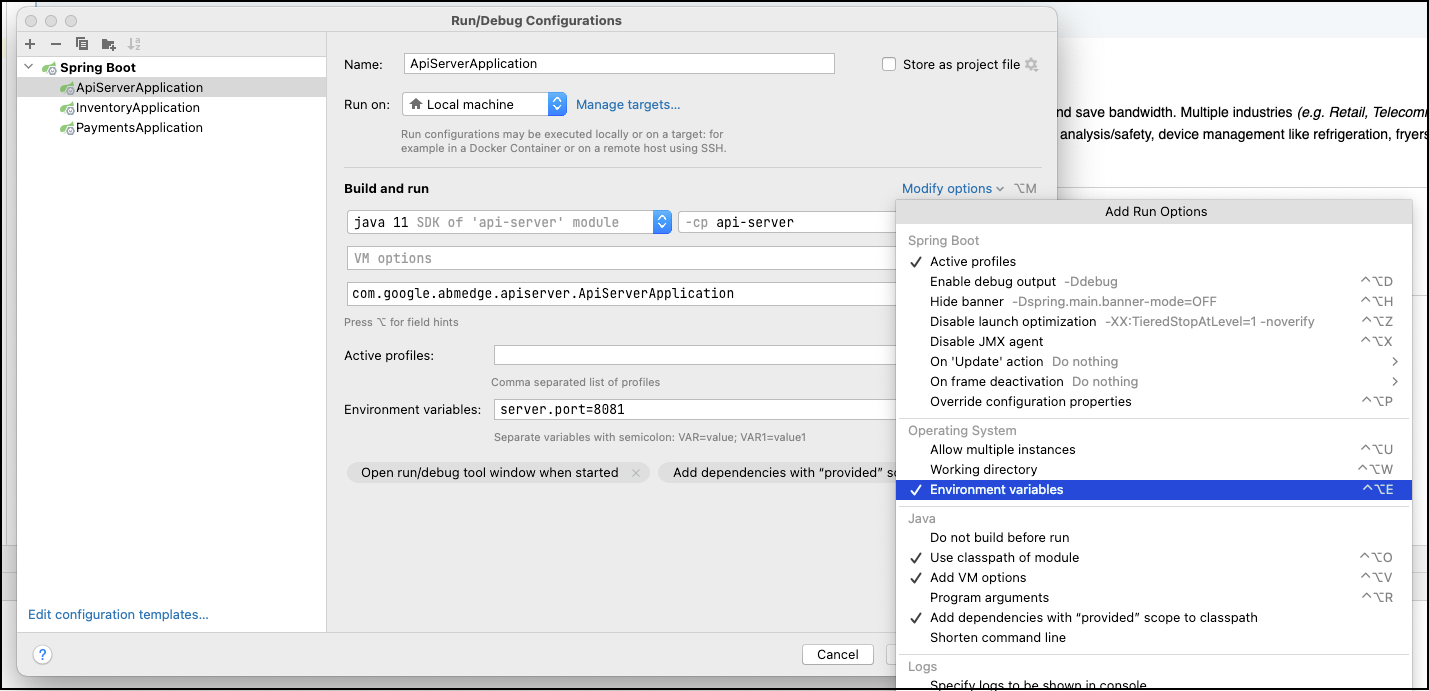 Run/Debug Configurations
Spring Boot
ApiServerApplication
InventoryApplication
PaymentsApplication
Edit configuration templates...
?
Name: ApiServerApplication
Store as project file
Run on: Local machine Manage targets...
Run configurations may be executed locally or on a target: for
example in a Docker Container or on a remote host using SSH.
Build and run
Modify options ⌥M
java 11 SDK of 'api-server' module
-cp api-server
VM options
com.google.abmedge.apiserver.ApiServerApplication
Press ⌥ for field hints
Active profiles:
Comma separated list of profiles
Environment variables: server.port=8081
Separate variables with semicolon: VAR=value; VAR1=value1
Open run/debug tool window when started ×
Add dependencies with “provided” sc
Cancel
Add Run Options
Spring Boot
✓ Active profiles
Enable debug output -Ddebug ^⌥D
Hide banner -Dspring.main.banner-mode=OFF ^⌥H
Disable launch optimization -XX:TieredStopAtLevel=1 -noverify ^⌥Z
Disable JMX agent ^⌥X
On 'Update' action Do nothing >
On frame deactivation Do nothing >
Override configuration properties ^⌥P
Operating System
Allow multiple instances ^⌥U
Working directory ^⌥W
✓ Environment variables ^⌥E
Java
Do not build before run
✓ Use classpath of module ^⌥O
✓ Add VM options ^⌥V
Program arguments ^⌥R
✓ Add dependencies with “provided” scope to classpath
Shorten command line
Logs
Specify logs to be shown in console
nd save bandwidth. Multiple industries (e.g. Retail, Telecom
analysis/safety, device management like refrigeration, fryers